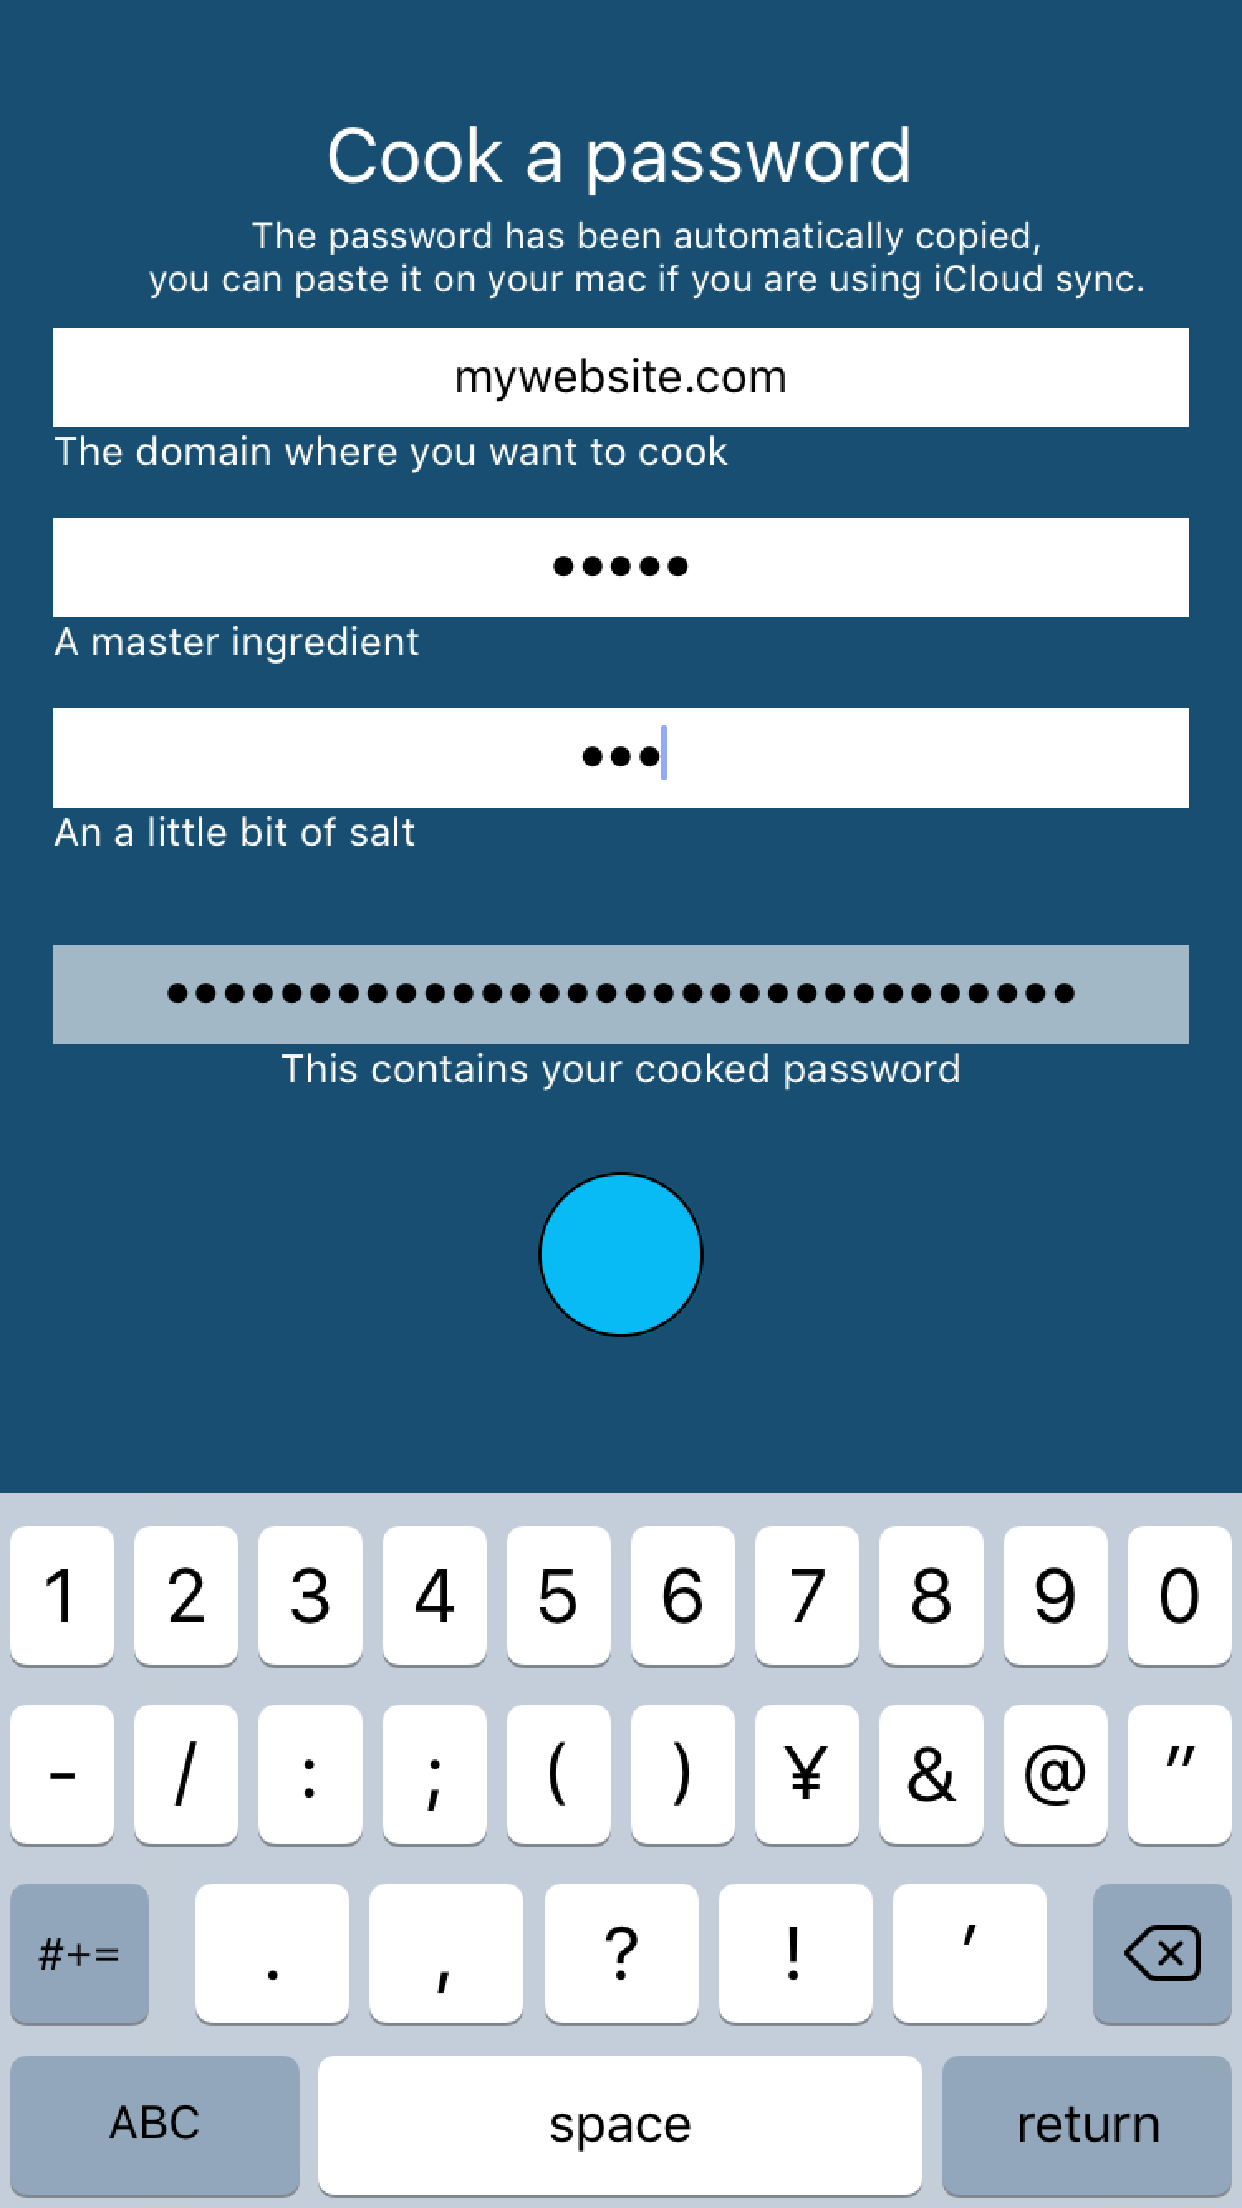 Cook a password
The password has been automatically copied,
you can paste it on your mac if you are using iCloud sync.
mywebsite.com
The domain where you want to cook
•••••
A master ingredient
•••
An a little bit of salt
••••••••••••••••••••••••••••••••
This contains your cooked password
1 2 3 4 5 6 7 8 9 0
- / : ; ( ) ¥ & @ "
#+= . , ? ! '
ABC space return